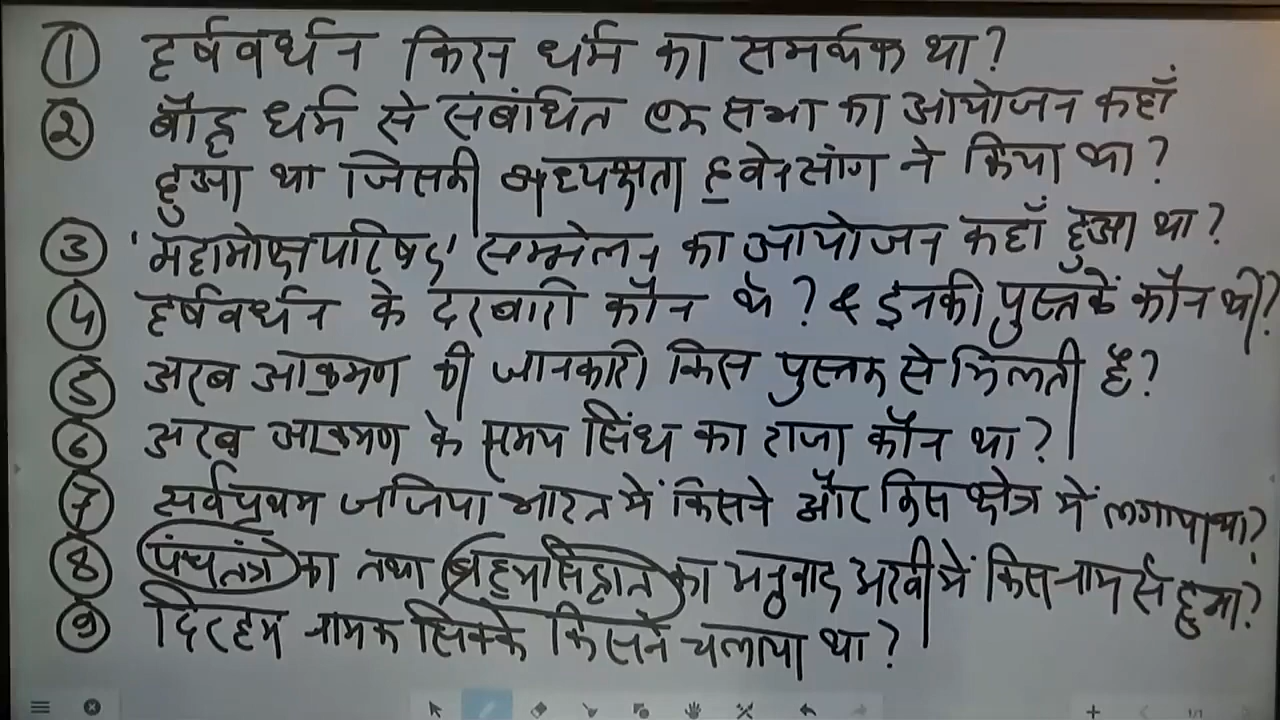 ① हर्षवर्धन किस धर्म का समर्थक था?
② बौद्ध धर्म से संबंधित एक सभा का आयोजन कहाँ
हुआ था जिसकी अध्यक्षता ह्वेनसांग ने किया था?
③ 'महामोक्षपरिषद' सम्मेलन का आयोजन कहाँ हुआ था?
④ हर्षवर्धन के दरबारी कौन थे? & इनकी पुस्तकें कौन थी?
⑤ अरब आक्रमण की जानकारी किस पुस्तक से मिलती है?
⑥ अरब आक्रमण के समय सिंध का राजा कौन था?
⑦ सर्वप्रथम जजिया भारत में किसने और किस क्षेत्र में लगाया था?
⑧ पंचतंत्र का तथा ब्रह्मसिद्धांत का अनुवाद अरबी में किस नाम से हुआ?
⑨ दिरहम नामक सिक्के किसने चलाया था?